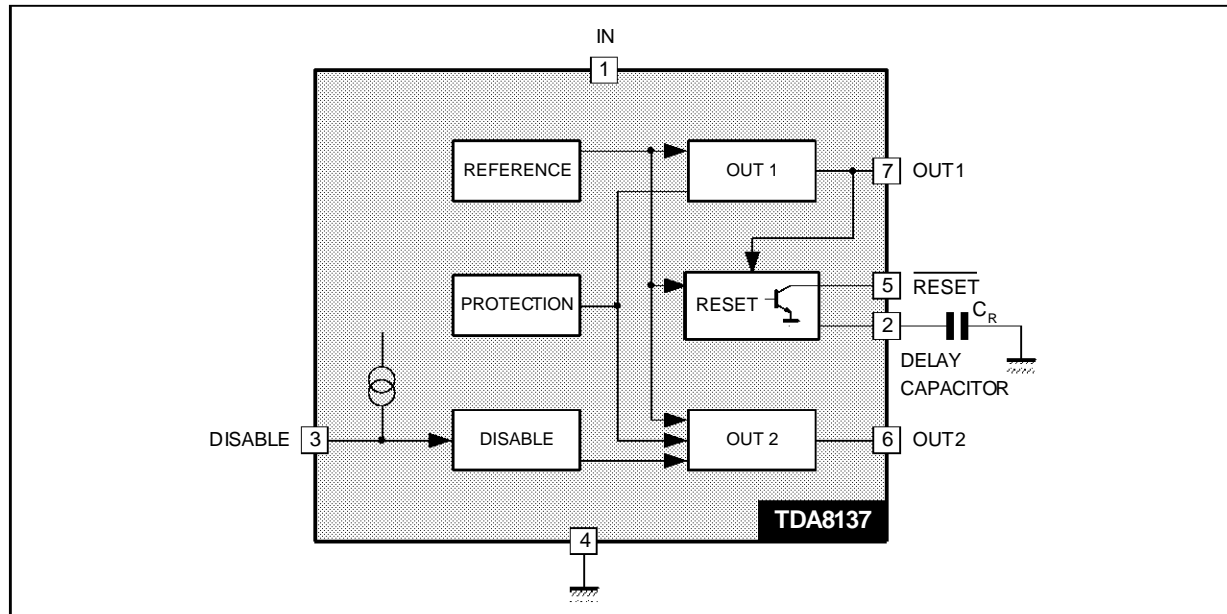 IN
1
REFERENCE
OUT 1
7 OUT1
PROTECTION
RESET
5 RESET
2 CR
DELAY
CAPACITOR
DISABLE 3
DISABLE
OUT 2
6 OUT2
TDA8137
4